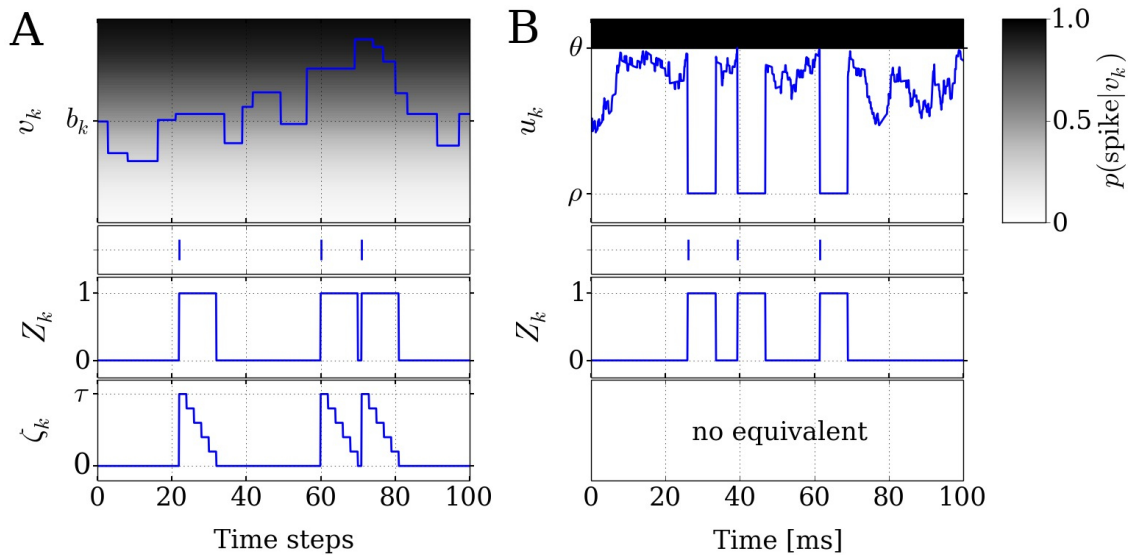 A
v_k
b_k
Z_k
1
0
ζ_k
τ
0
0 20 40 60 80 100
Time steps
B
u_k
θ
ρ
Z_k
1
0
no equivalent
0 20 40 60 80 100
Time [ms]
1.0
0.5
0
p(spike|v_k)